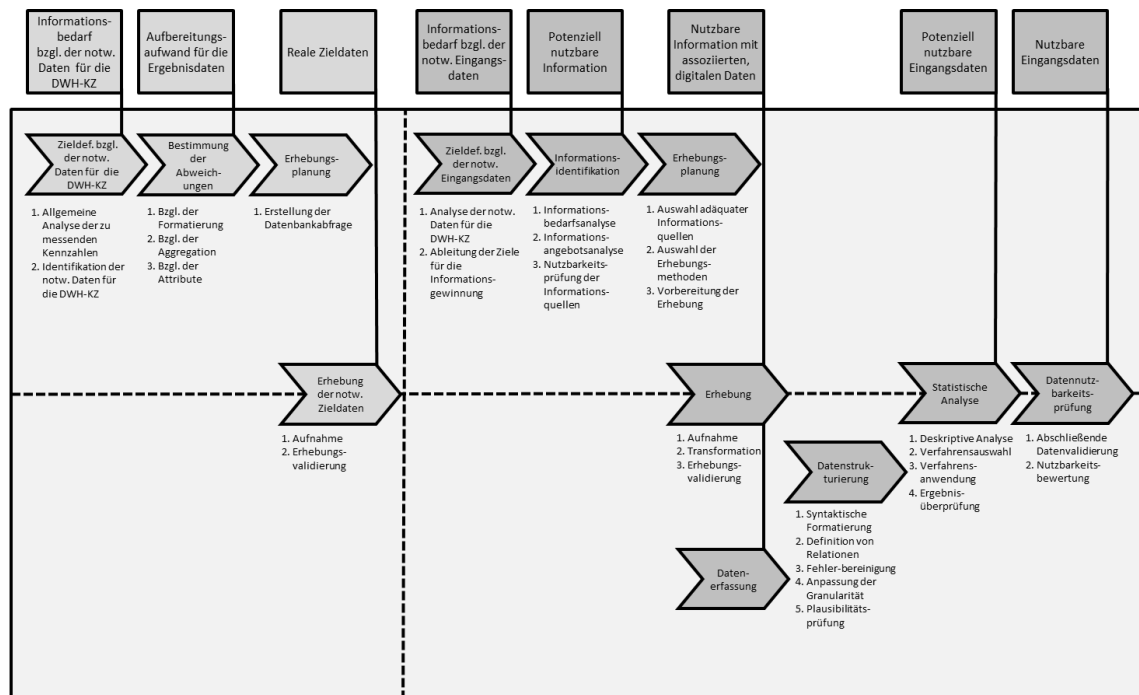 Informations-
bedarf
bzgl. der notw.
Daten für die
DWH-KZ
Aufbereitungs-
aufwand für die
Ergebnisdaten
Reale Zieldaten
Informations-
bedarf bzgl. der
notw. Eingangs-
daten
Potenziell
nutzbare
Information
Nutzbare
Information mit
assoziierten,
digitalen Daten
Potenziell
nutzbare
Eingangsdaten
Nutzbare
Eingangsdaten
Zieldef. bzgl.
der notw.
Daten für die
DWH-KZ
1. Allgemeine
Analyse der zu
messenden
Kennzahlen
2. Identifikation der
notw. Daten für
die DWH-KZ
Bestimmung
der
Abweichungen
1. Bzgl. der
Formatierung
2. Bzgl. der
Aggregation
3. Bzgl. der
Attribute
Erhebungs-
planung
1. Erstellung der
Datenbankabfrage
Zieldef. bzgl.
der notw.
Eingangsdaten
1. Analyse der notw.
Daten für die
DWH-KZ
2. Ableitung der Ziele
für die
Informations-
gewinnung
Informations-
identifikation
1. Informations-
bedarfsanalyse
2. Informations-
angebotsanalyse
3. Nutzbarkeits-
prüfung der
Informations-
quellen
Erhebungs-
planung
1. Auswahl adäquater
Informations-
quellen
2. Auswahl der
Erhebungs-
methoden
3. Vorbereitung der
Erhebung
Erhebung
der notw.
Zieldaten
1. Aufnahme
2. Erhebungs-
validierung
Erhebung
1. Aufnahme
2. Transformation
3. Erhebungs-
validierung
Daten-
erfassung
Datenstruk-
turierung
1. Syntaktische
Formatierung
2. Definition von
Relationen
3. Fehler-bereinigung
4. Anpassung der
Granularität
5. Plausibilitäts-
prüfung
Statistische
Analyse
1. Deskriptive Analyse
2. Verfahrensauswahl
3. Verfahrens-
anwendung
4. Ergebnis-
überprüfung
Datennutz-
barkeits-
prüfung
1. Abschließende
Datenvalidierung
2. Nutzbarkeits-
bewertung